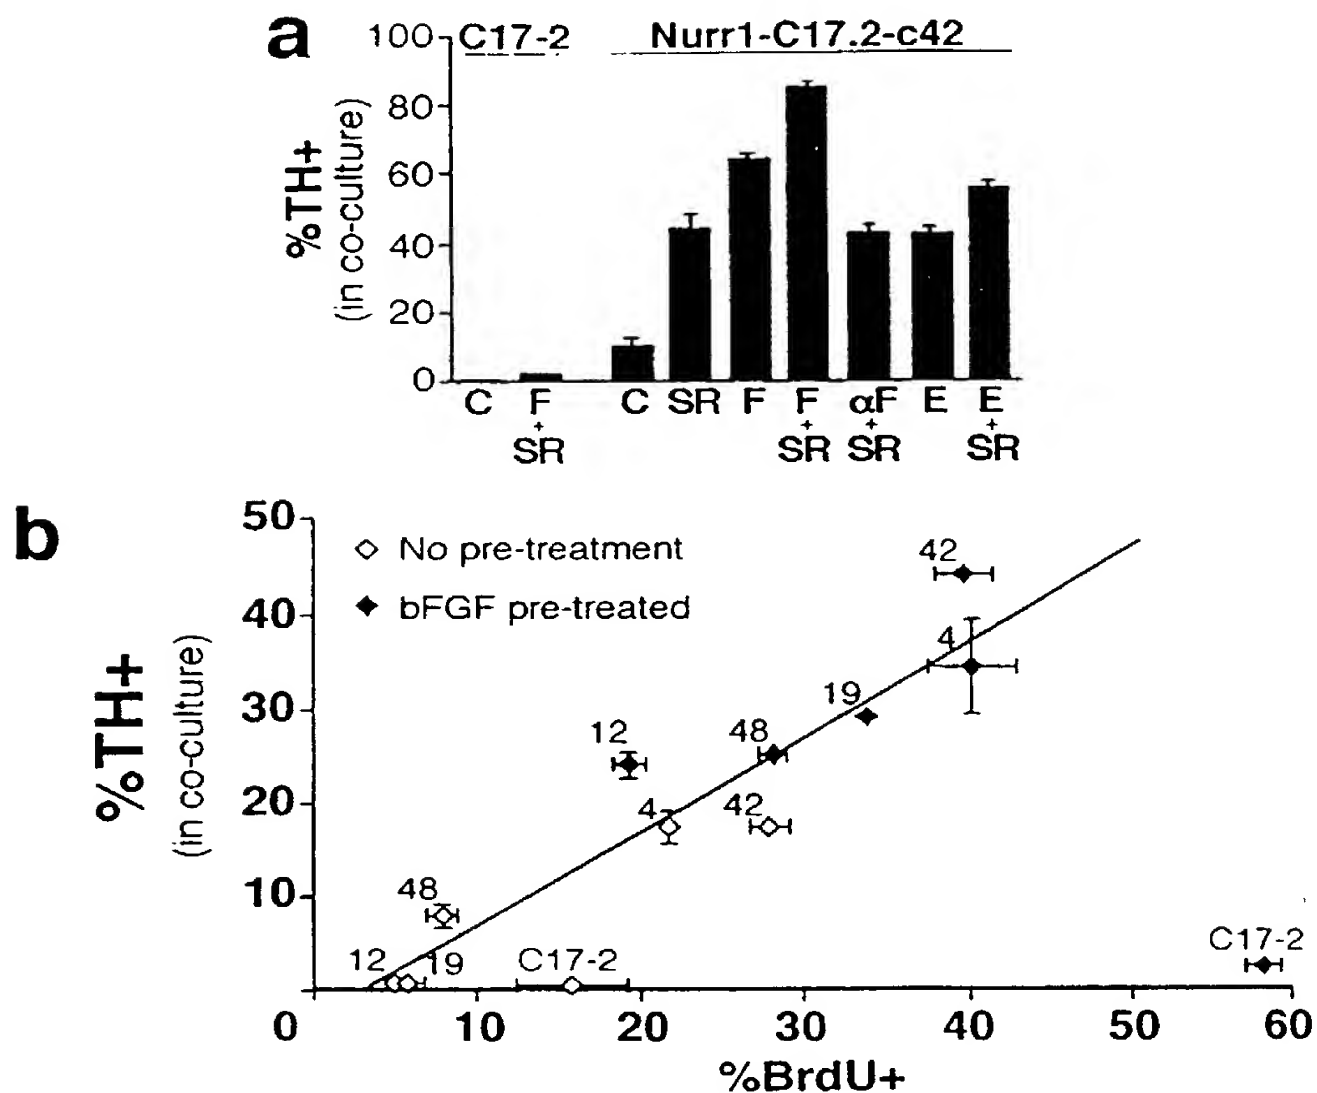 a
C17-2 Nurr1-C17.2-c42
%TH+
(in co-culture)
100
80
60
40
20
0
C F + SR C SR F F + SR αF + SR E E + SR
b
%TH+
(in co-culture)
50
40
30
20
10
No pre-treatment
bFGF pre-treated
42
4
19
12
48
4
42
48
12
19
C17-2
C17-2
0 10 20 30 40 50 60
%BrdU+